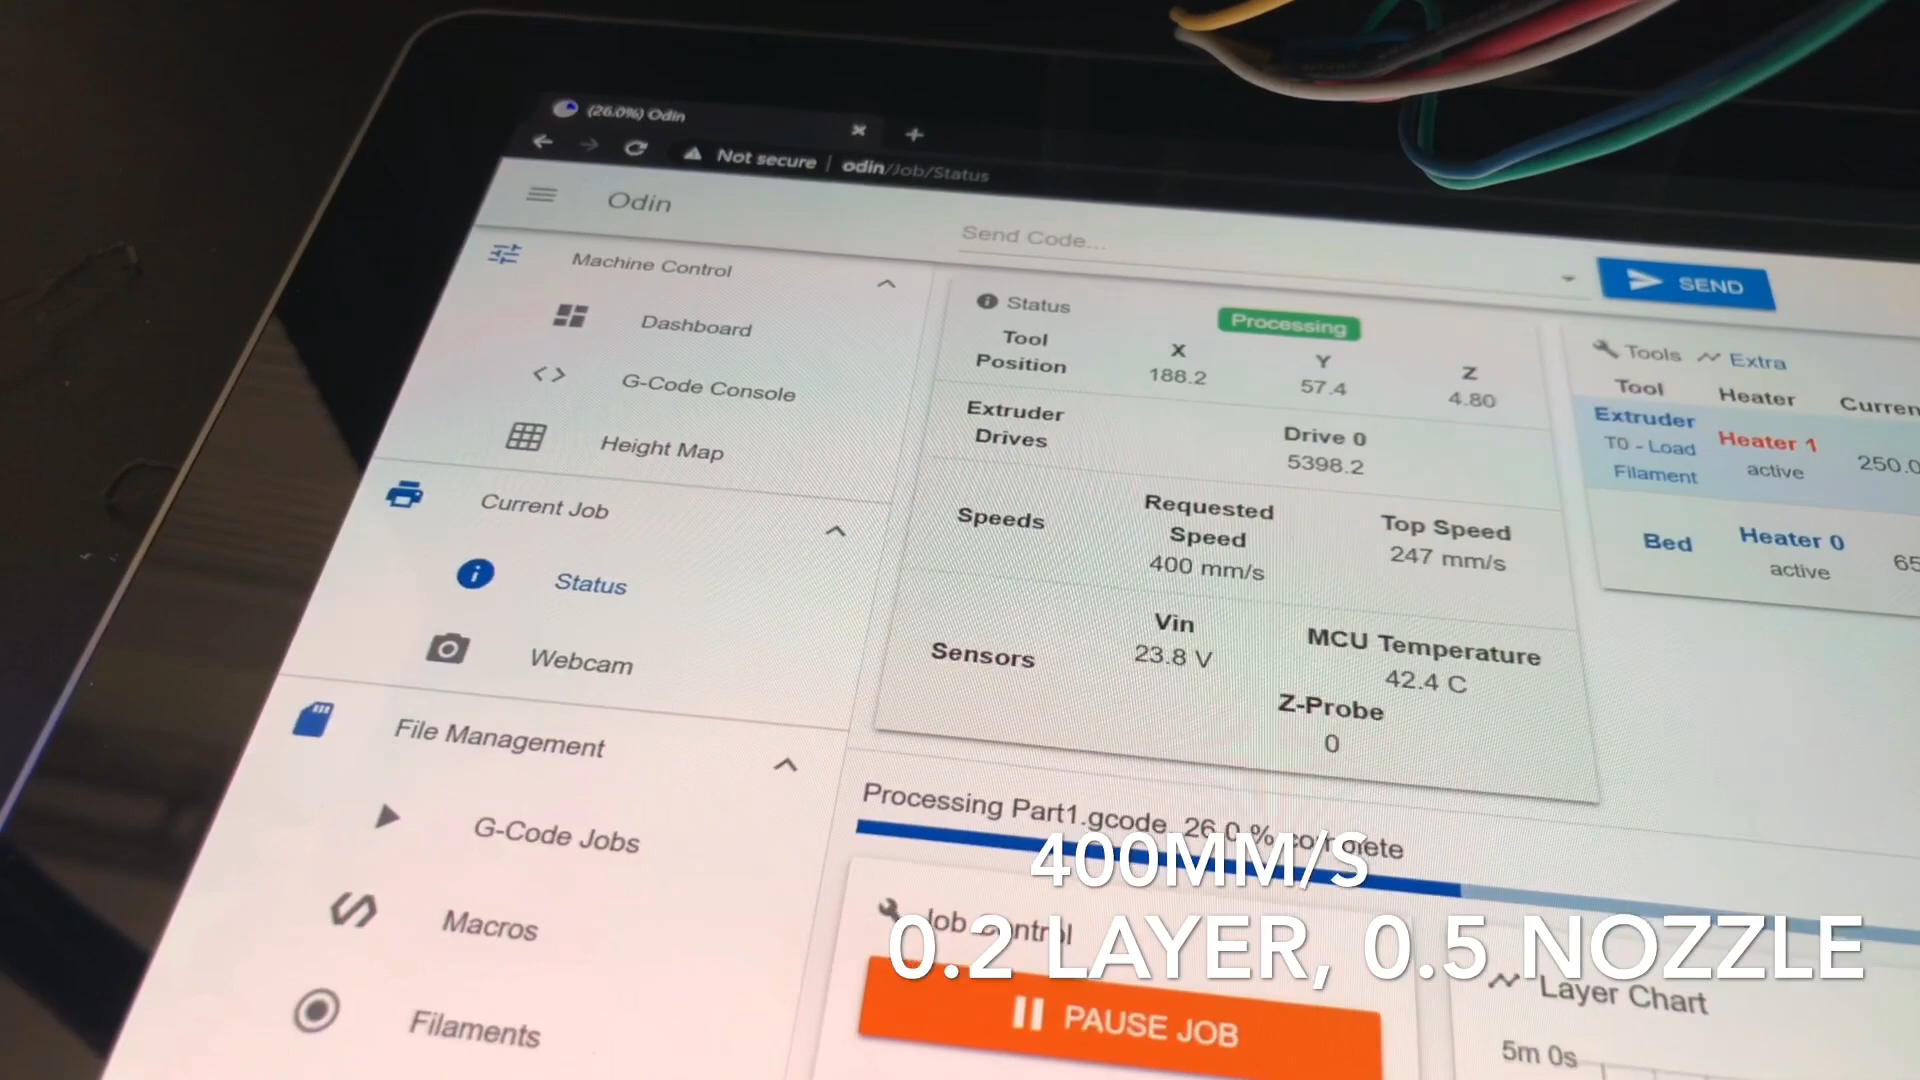 (26.0%) Odin
Not secure | odin/Job/Status
Odin
Send Code...
SEND
Machine Control
Dashboard
G-Code Console
Height Map
Current Job
Status
Webcam
File Management
G-Code Jobs
Macros
Filaments
Status
Processing
Tool Position
X
188.2
Y
57.4
Z
4.80
Extruder Drives
Drive 0
5398.2
Speeds
Requested Speed
400 mm/s
Top Speed
247 mm/s
Sensors
Vin
23.8 V
MCU Temperature
42.4 C
Z-Probe
0
Tools
Extra
Tool
Heater
Extruder
T0 - Load Filament
Heater 1
active
Bed
Heater 0
active
Processing Part1.gcode, 26.0 % complete
400MM/S
0.2 LAYER, 0.5 NOZZLE
Job Control
PAUSE JOB
Layer Chart
5m 0s